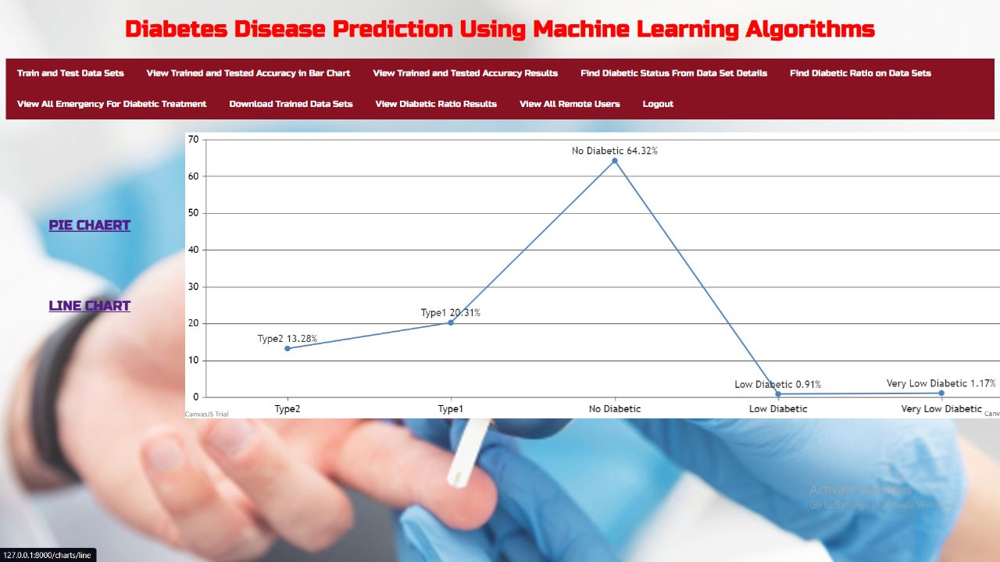 Diabetes Disease Prediction Using Machine Learning Algorithms
Train and Test Data Sets View Trained and Tested Accuracy in Bar Chart View Trained and Tested Accuracy Results Find Diabetic Status From Data Set Details Find Diabetic Ratio on Data Sets
View All Emergency For Diabetic Treatment Download Trained Data Sets View Diabetic Ratio Results View All Remote Users Logout
PIE CHAERT
LINE CHART
70
60
50
40
30
20
10
0
No Diabetic 64.32%
Type1 20.31%
Type2 13.28%
Low Diabetic 0.91%
Very Low Diabetic 1.17%
Type2 Type1 No Diabetic Low Diabetic Very Low Diabetic
CanvasJS Trial
Canv
Activate Windows
Go to Settings to activate Windows.
127.0.0.1:8000/charts/line